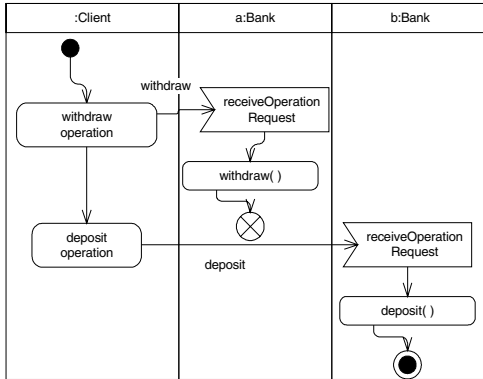 :Client
a:Bank
b:Bank
withdraw
receiveOperation
Request
withdraw
operation
withdraw( )
deposit
operation
deposit
receiveOperation
Request
deposit( )